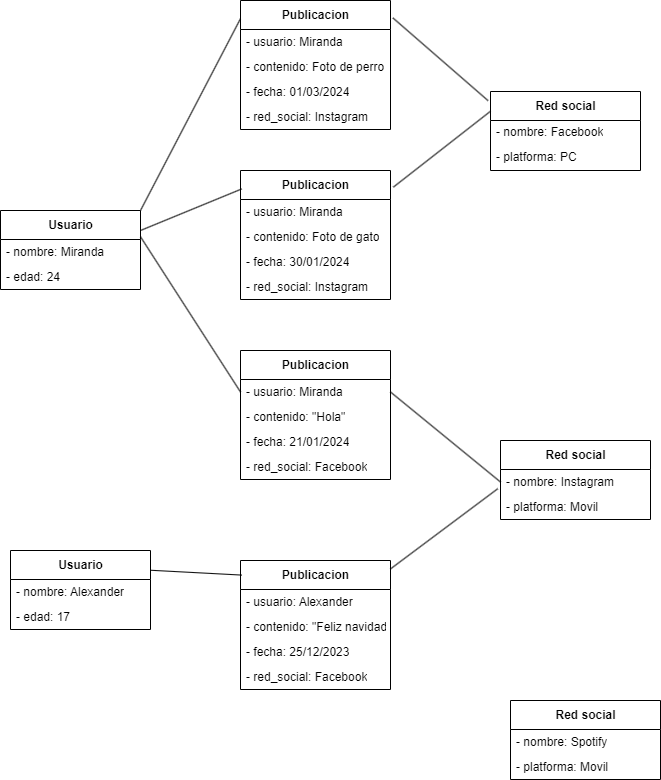 Publicacion
- usuario: Miranda
- contenido: Foto de perro
- fecha: 01/03/2024
- red_social: Instagram
Red social
- nombre: Facebook
- platforma: PC
Publicacion
- usuario: Miranda
- contenido: Foto de gato
- fecha: 30/01/2024
- red_social: Instagram
Usuario
- nombre: Miranda
- edad: 24
Publicacion
- usuario: Miranda
- contenido: "Hola"
- fecha: 21/01/2024
- red_social: Facebook
Red social
- nombre: Instagram
- platforma: Movil
Usuario
- nombre: Alexander
- edad: 17
Publicacion
- usuario: Alexander
- contenido: "Feliz navidad
- fecha: 25/12/2023
- red_social: Facebook
Red social
- nombre: Spotify
- platforma: Movil